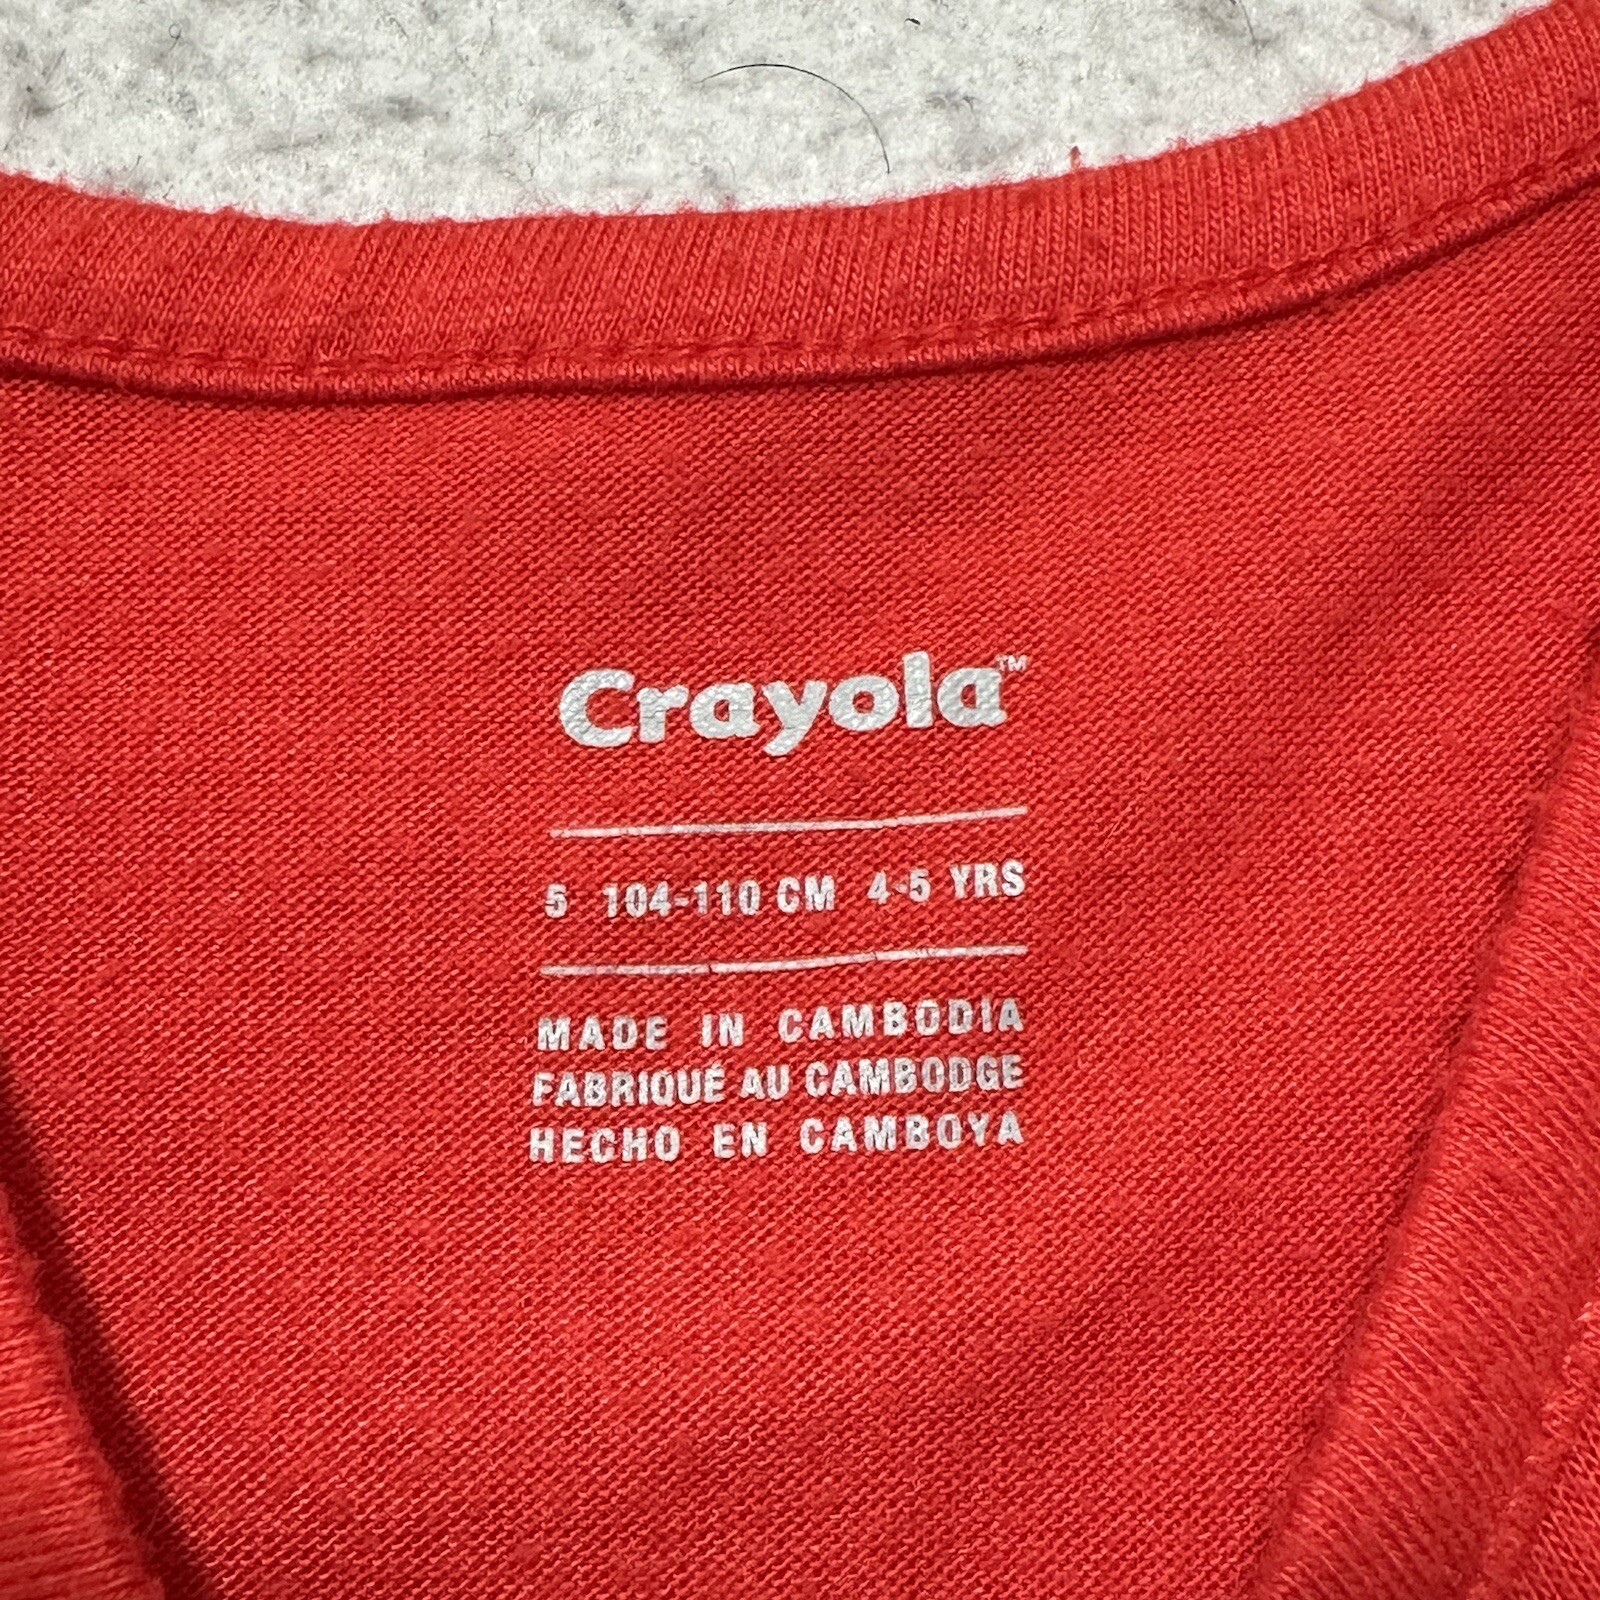 Crayola™
5 104-110 CM 4-5 YRS
MADE IN CAMBODIA
FABRIQUÉ AU CAMBODGE
HECHO EN CAMBOYA